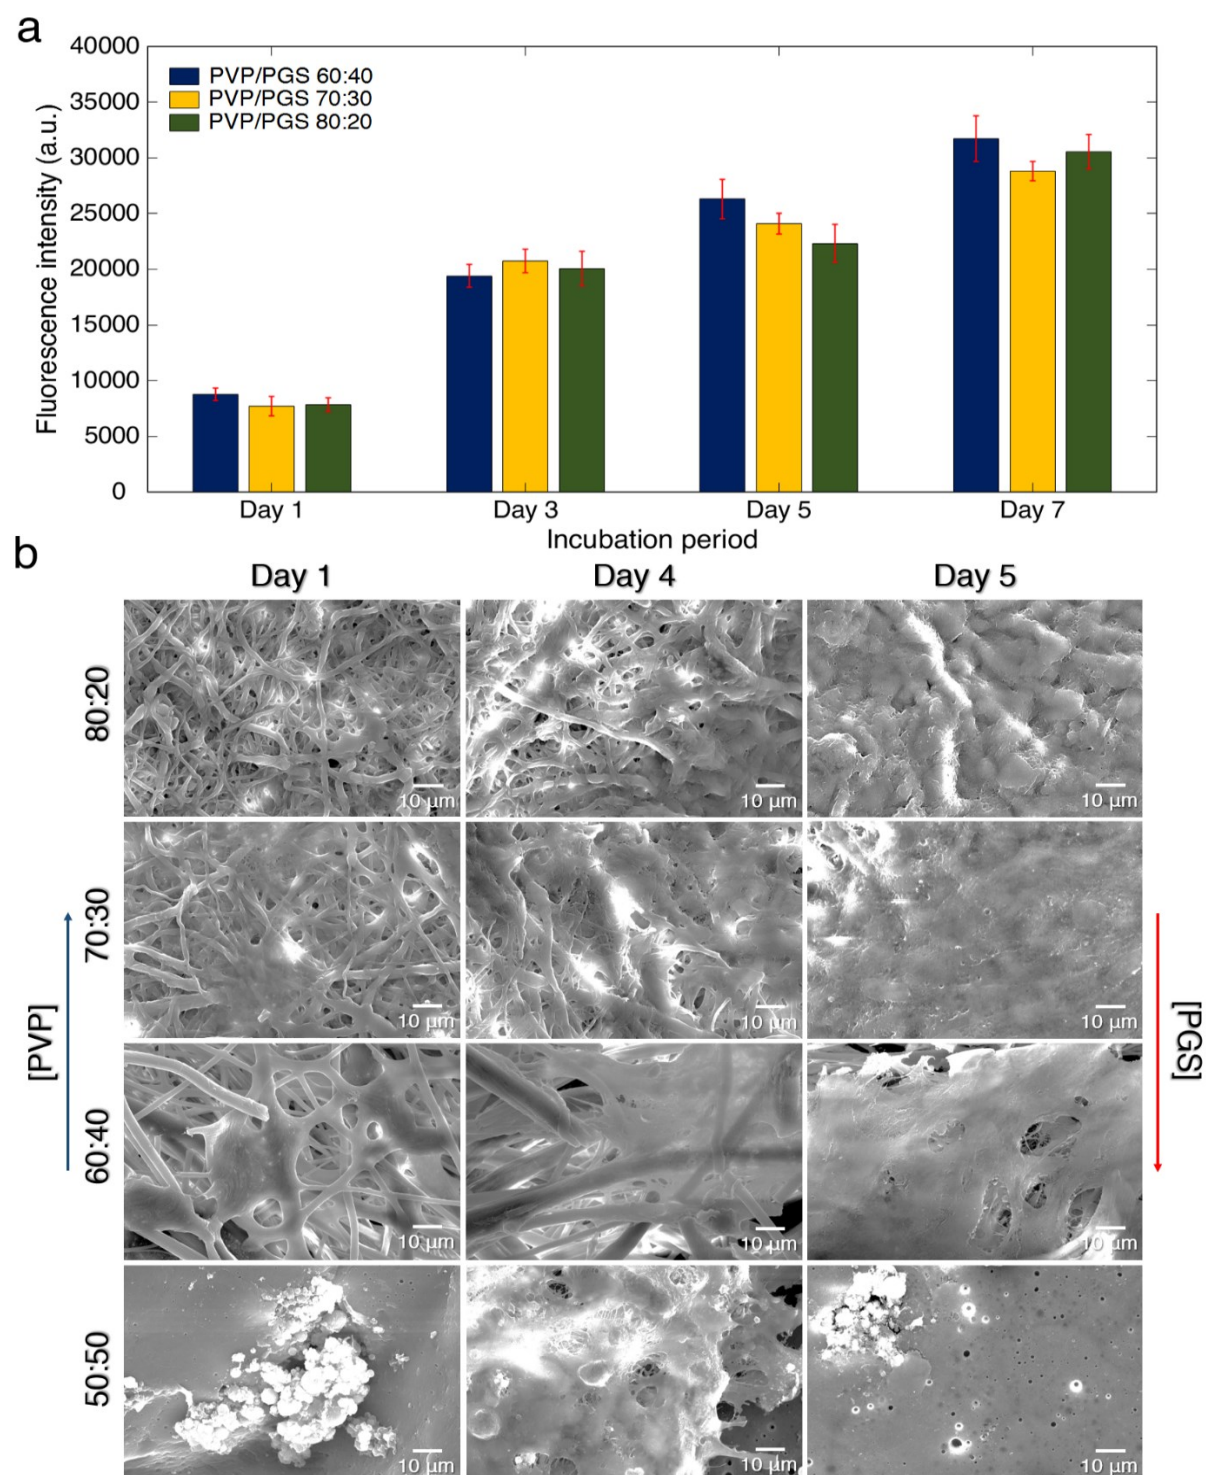 a
40000
35000
30000
25000
20000
15000
10000
5000
0
Fluorescence intensity (a.u.)
PVP/PGS 60:40
PVP/PGS 70:30
PVP/PGS 80:20
Day 1 Day 3 Day 5 Day 7
Incubation period
b
Day 1 Day 4 Day 5
80:20
10 µm 10 µm 10 µm
70:30
10 µm 10 µm 10 µm
[PVP]
[PGS]
60:40
10 µm 10 µm 10 µm
50:50
10 µm 10 µm 10 µm